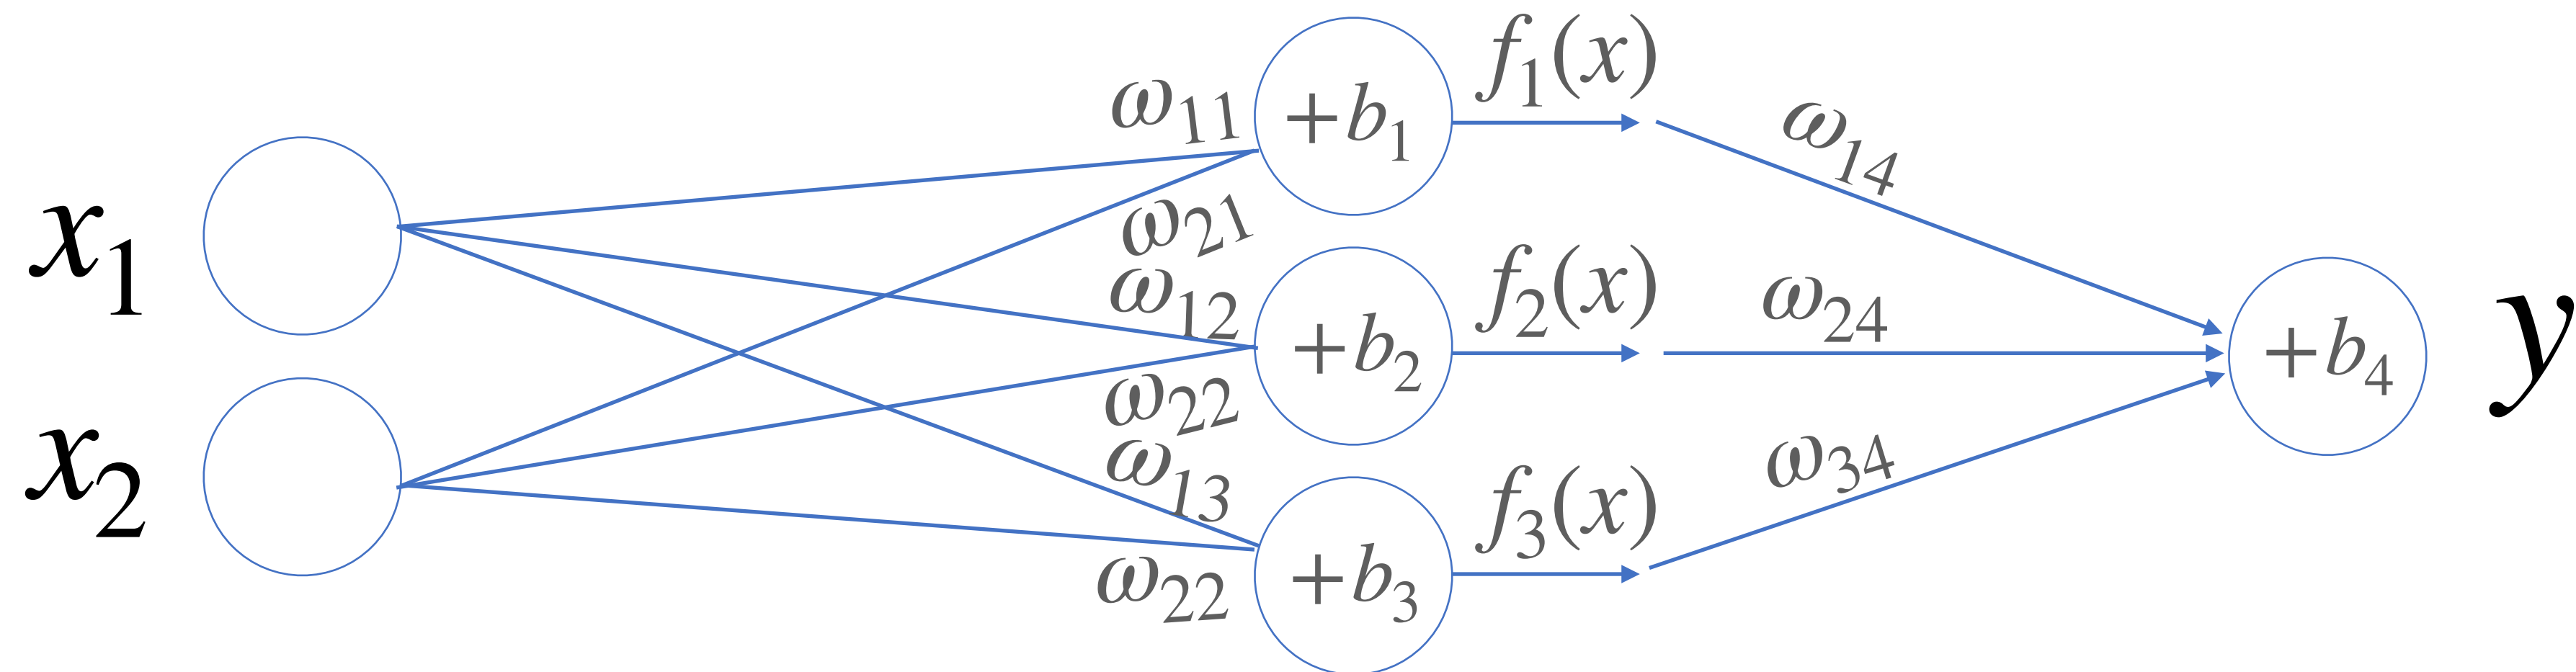 x₁
x₂
ω₁₁
ω₂₁
ω₁₂
ω₂₂
ω₁₃
ω₂₂
+b₁
+b₂
+b₃
f₁(x)
f₂(x)
f₃(x)
ω₁₄
ω₂₄
ω₃₄
+b₄
y